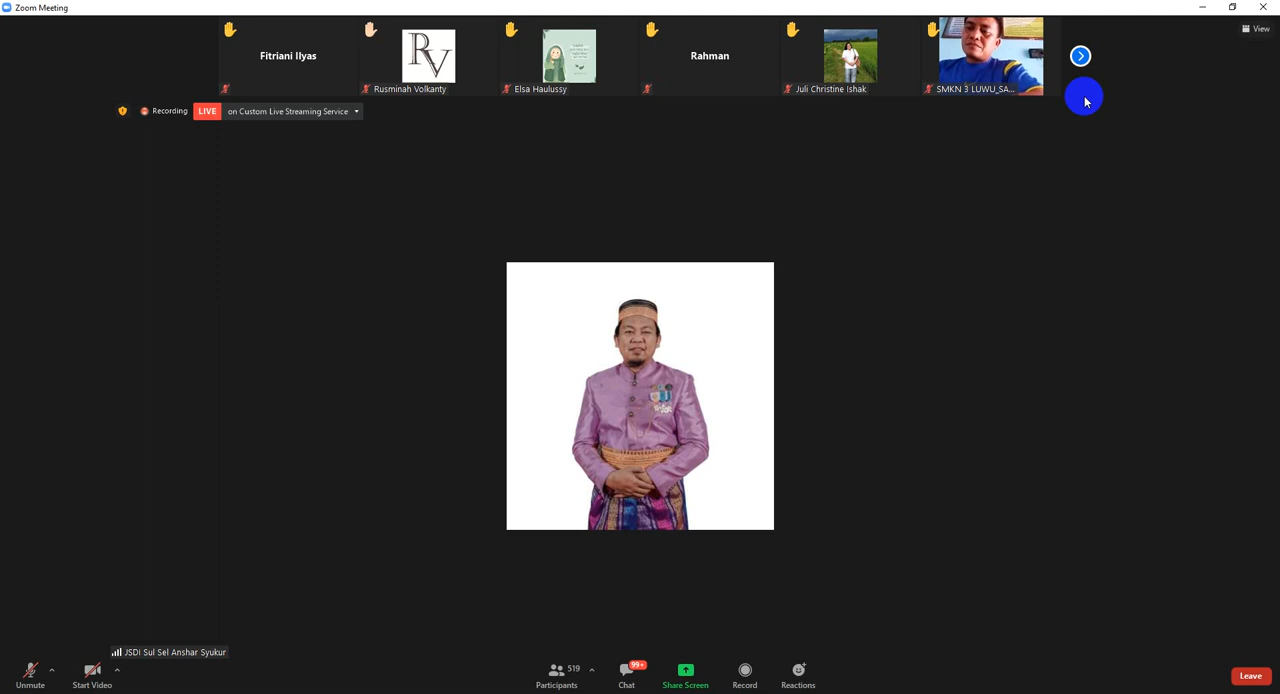 Zoom Meeting
Fitriani Ilyas
RV
Rusminah Volkanty
Elsa Haulussy
Rahman
Juli Christine Ishak
SMKN 3 LUWU_SA...
View
Recording
LIVE
on Custom Live Streaming Service
JSDI Sul Sel Anshar Syukur
Unmute
Start Video
519
Participants
99+
Chat
Share Screen
Record
Reactions
Leave